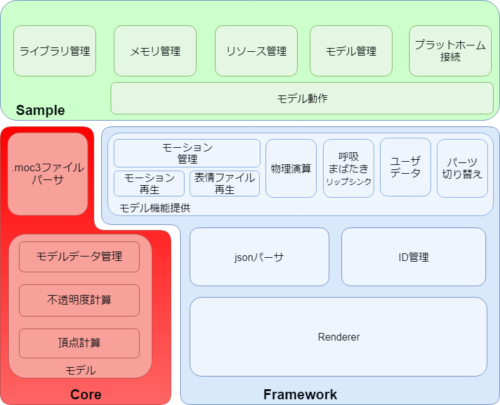 ライブラリ管理
メモリ管理
リソース管理
モデル管理
プラットホーム
接続
モデル動作
Sample
.moc3ファイル
パーサ
モーション
管理
モーション
再生
表情ファイル
再生
物理演算
呼吸
まばたき
リップシンク
ユーザ
データ
パーツ
切り替え
モデル機能提供
モデルデータ管理
不透明度計算
頂点計算
モデル
Core
jsonパーサ
ID管理
Renderer
Framework